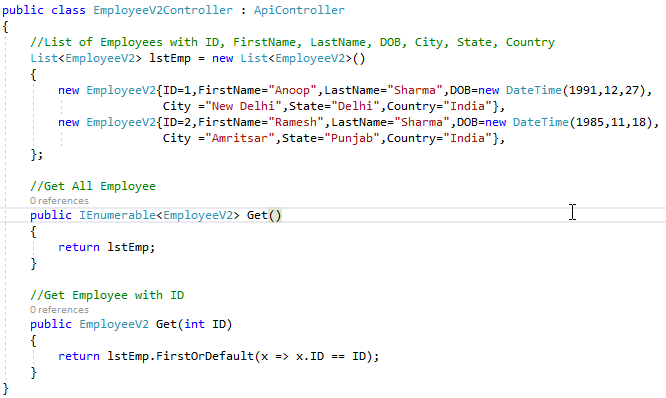 public class EmployeeV2Controller : ApiController
{
//List of Employees with ID, FirstName, LastName, DOB, City, State, Country
List<EmployeeV2> lstEmp = new List<EmployeeV2>()
{
new EmployeeV2{ID=1,FirstName="Anoop",LastName="Sharma",DOB=new DateTime(1991,12,27),
City ="New Delhi",State="Delhi",Country="India"},
new EmployeeV2{ID=2,FirstName="Ramesh",LastName="Sharma",DOB=new DateTime(1985,11,18),
City ="Amritsar",State="Punjab",Country="India"},
};
//Get All Employee
0 references
public IEnumerable<EmployeeV2> Get()
{
return lstEmp;
}
//Get Employee with ID
0 references
public EmployeeV2 Get(int ID)
{
return lstEmp.FirstOrDefault(x => x.ID == ID);
}
}